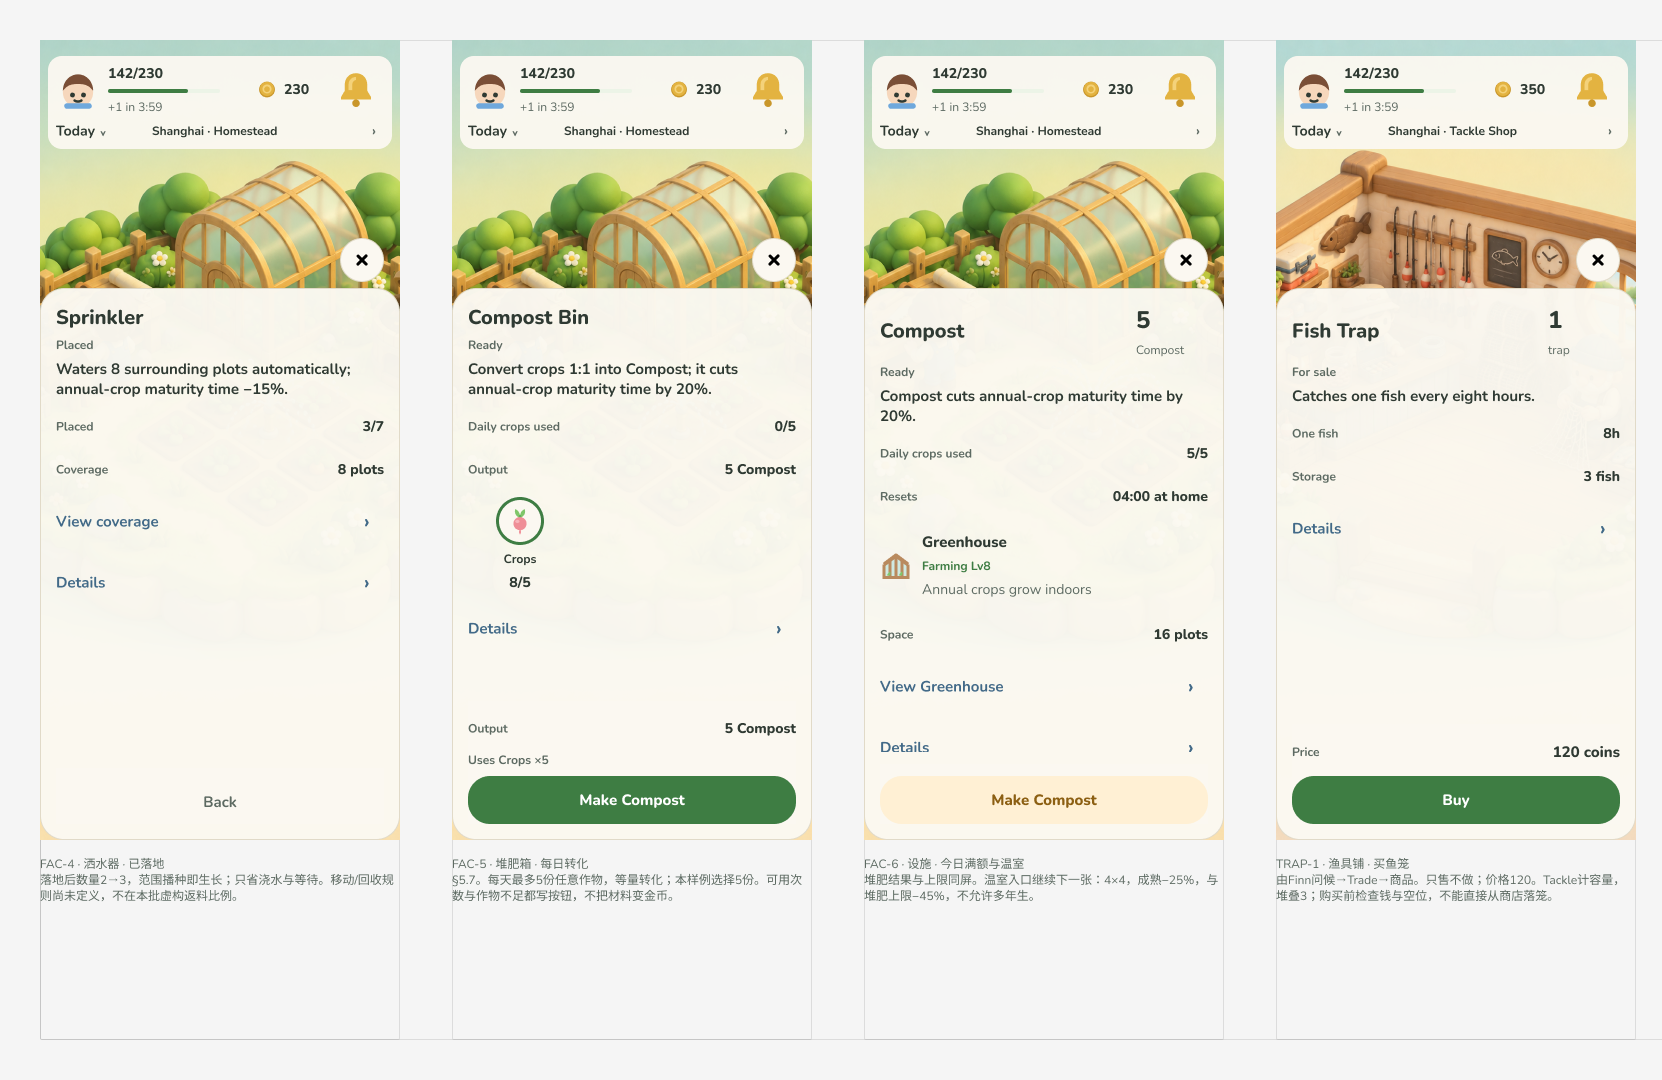 142/230
230
+1 in 3:59
Today ˅
Shanghai · Homestead ›
Sprinkler
Placed
Waters 8 surrounding plots automatically;
annual-crop maturity time −15%.
Placed 3/7
Coverage 8 plots
View coverage ›
Details ›
Back
FAC-4 · 洒水器 · 已落地
落地后数量2→3，范围播种即生长；只省浇水与等待。移动/回收规
则尚未定义，不在本批虚构返料比例。
142/230
230
+1 in 3:59
Today ˅
Shanghai · Homestead ›
Compost Bin
Ready
Convert crops 1:1 into Compost; it cuts
annual-crop maturity time by 20%.
Daily crops used 0/5
Output 5 Compost
Crops
8/5
Details ›
Output 5 Compost
Uses Crops ×5
Make Compost
FAC-5 · 堆肥箱 · 每日转化
§5.7。每天最多5份任意作物，等量转化；本样例选择5份。可用次
数与作物不足都写按钮，不把材料变金币。
142/230
230
+1 in 3:59
Today ˅
Shanghai · Homestead ›
Compost
5
Compost
Ready
Compost cuts annual-crop maturity time by
20%.
Daily crops used 5/5
Resets 04:00 at home
Greenhouse
Farming Lv8
Annual crops grow indoors
Space 16 plots
View Greenhouse ›
Details ›
Make Compost
FAC-6 · 设施 · 今日满额与温室
堆肥结果与上限同屏。温室入口继续下一张：4×4，成熟−25%，与
堆肥上限−45%，不允许多年生。
142/230
350
+1 in 3:59
Today ˅
Shanghai · Tackle Shop ›
Fish Trap
1
trap
For sale
Catches one fish every eight hours.
One fish 8h
Storage 3 fish
Details ›
Price 120 coins
Buy
TRAP-1 · 渔具铺 · 买鱼笼
由Finn问候→Trade→商品。只售不做；价格120。Tackle计容量，
堆叠3；购买前检查钱与空位，不能直接从商店落笼。